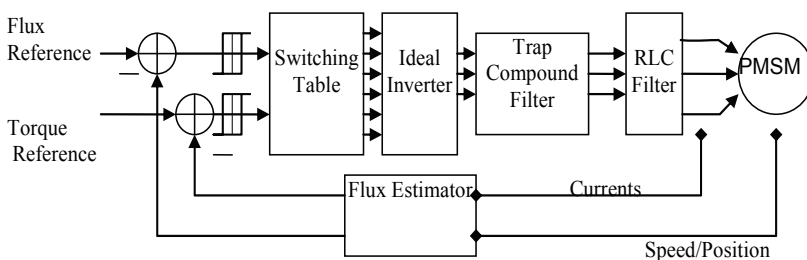 Flux
Reference
Torque
Reference
Switching
Table
Ideal
Inverter
Trap
Compound
Filter
RLC
Filter
PMSM
Flux Estimator
Currents
Speed/Position